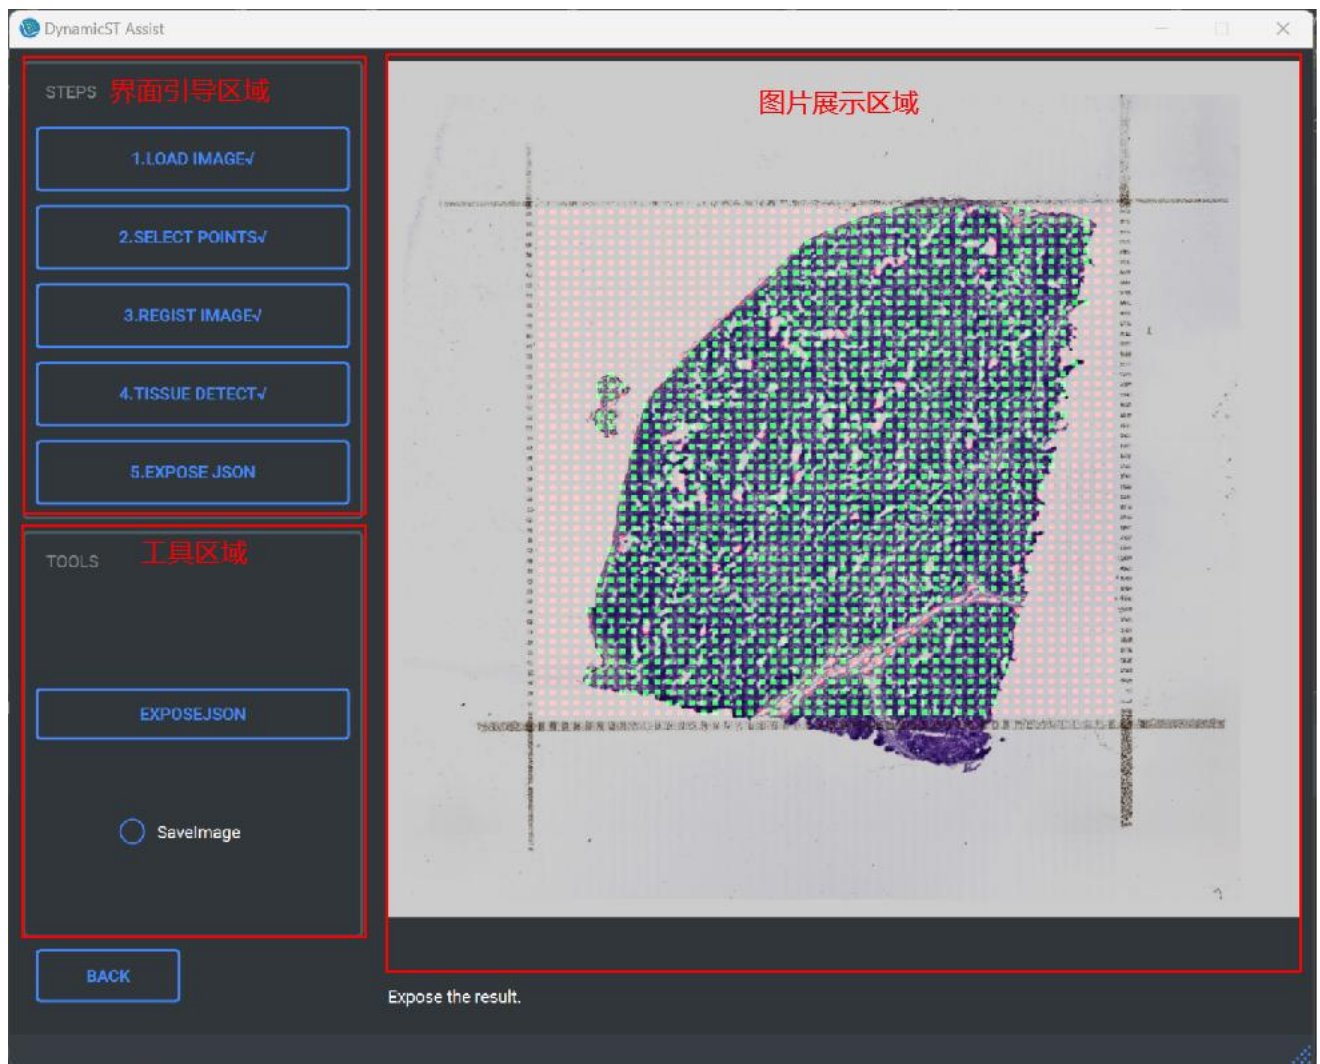 DynamicST Assist
STEPS 界面引导区域
1.LOAD IMAGE√
2.SELECT POINTS√
3.REGIST IMAGE√
4.TISSUE DETECT√
5.EXPOSE JSON
TOOLS 工具区域
EXPOSEJSON
SaveImage
BACK
图片展示区域
Expose the result.